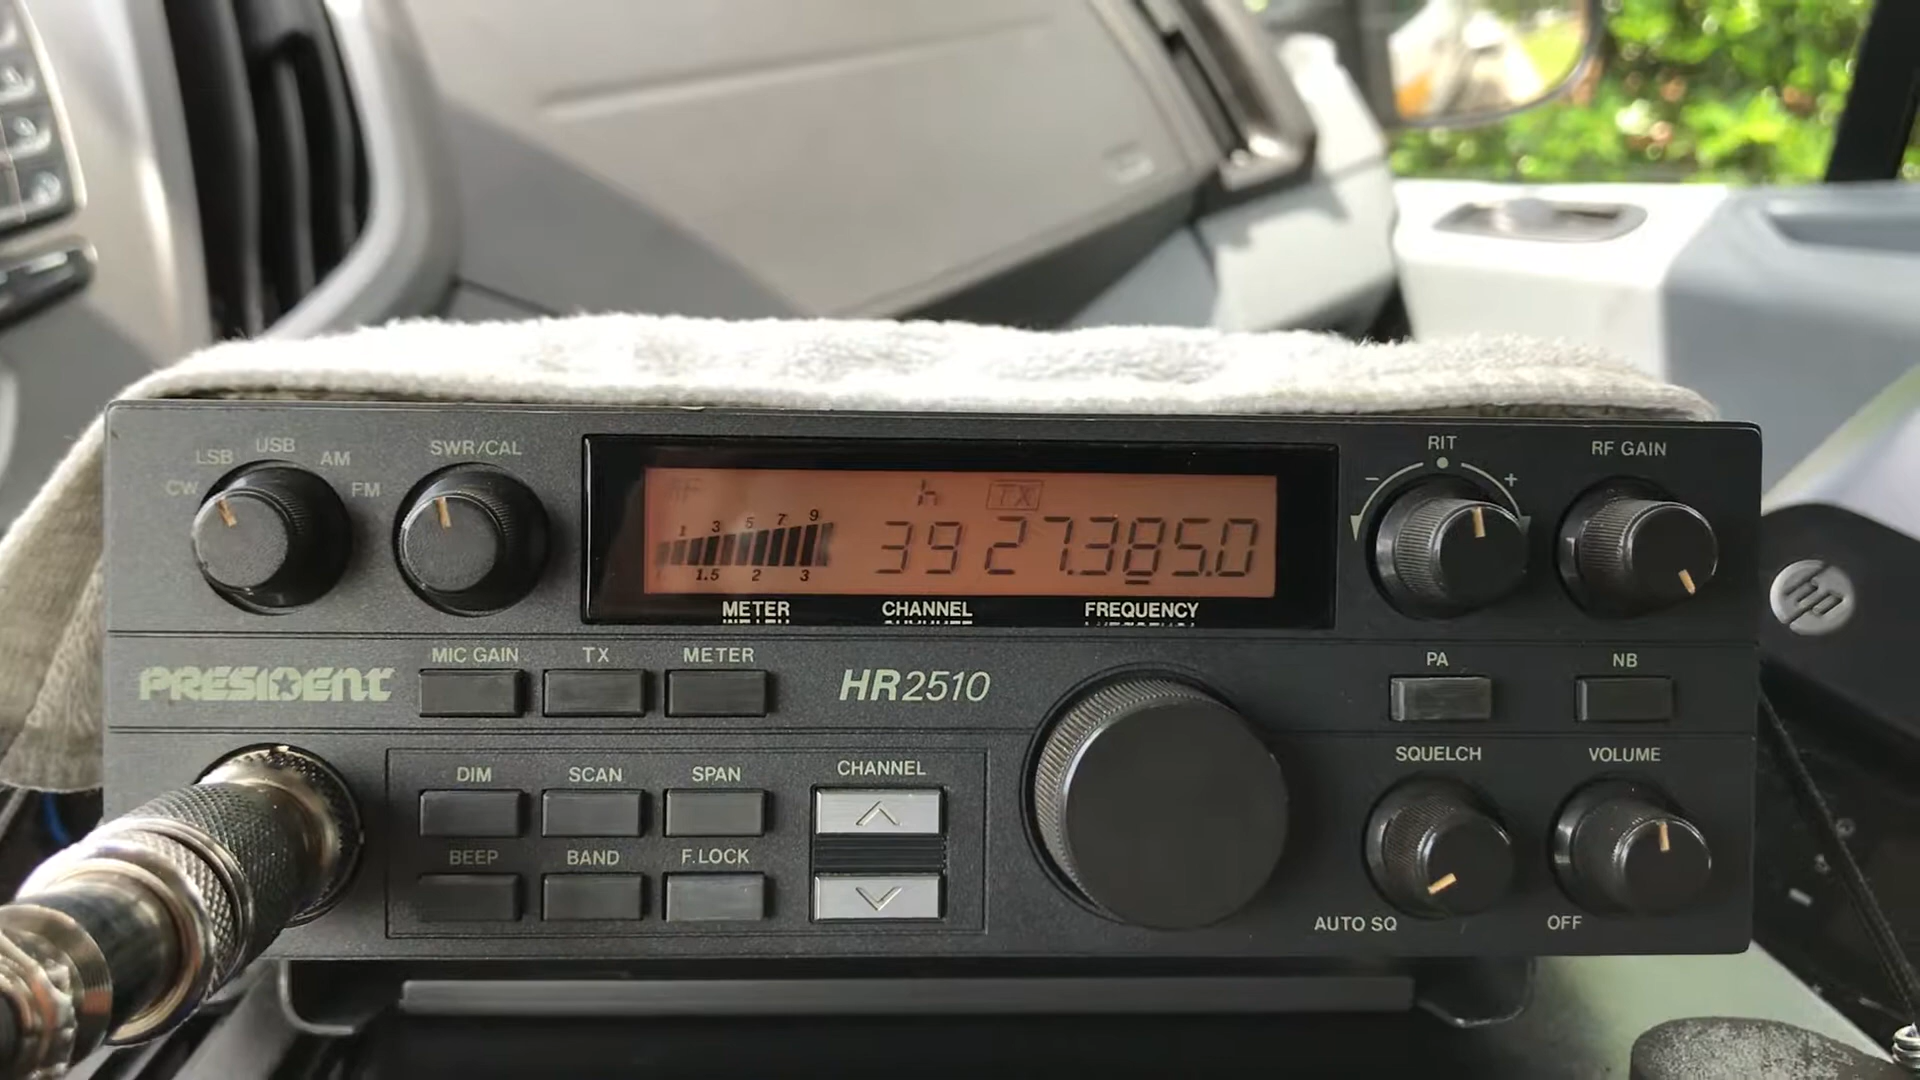 LSB USB AM
CW FM
SWR/CAL
RF
h TX
1 3 5 7 9
39 27.385.0
1.5 2 3
METER CHANNEL FREQUENCY
RIT
- +
RF GAIN
PRESIDENT
MIC GAIN TX METER
HR2510
PA NB
DIM SCAN SPAN
CHANNEL
BEEP BAND F.LOCK
SQUELCH VOLUME
AUTO SQ OFF
hp